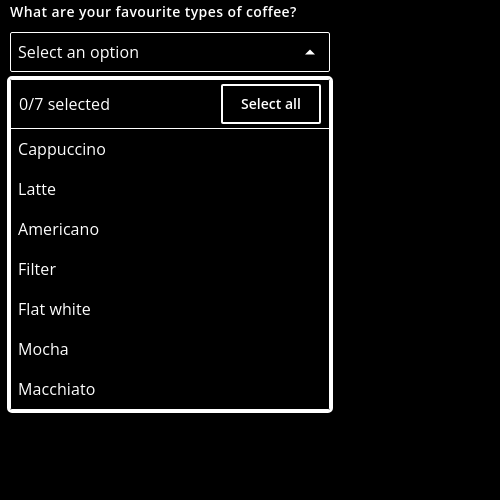 What are your favourite types of coffee?
Select an option
0/7 selected
Select all
Cappuccino
Latte
Americano
Filter
Flat white
Mocha
Macchiato